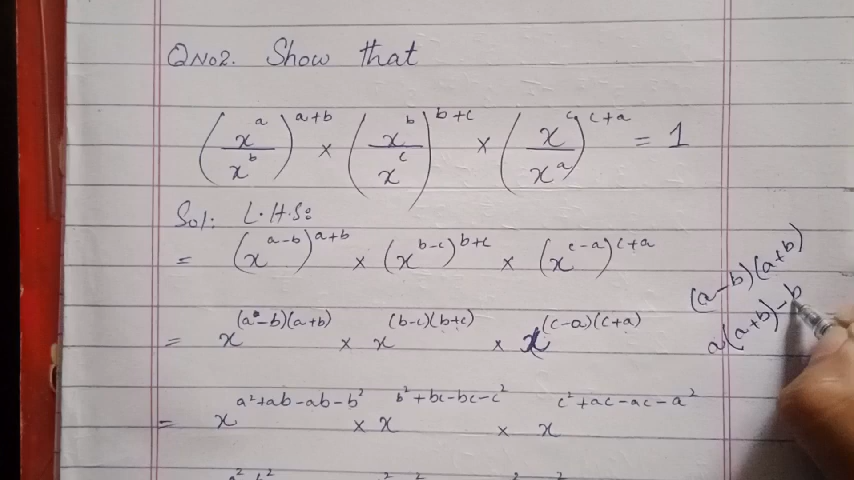 QNo2. Show that
(x^a/x^b)^(a+b) × (x^b/x^c)^(b+c) × (x^c/x^a)^(c+a) = 1
Sol: L.H.S:
= (x^(a-b))^(a+b) × (x^(b-c))^(b+c) × (x^(c-a))^(c+a)
(a-b)(a+b)
a(a+b)-b
= x^((a-b)(a+b)) × x^((b-c)(b+c)) × x^((c-a)(c+a))
= x^(a²+ab-ab-b²) × x^(b²+bc-bc-c²) × x^(c²+ac-ac-a²)